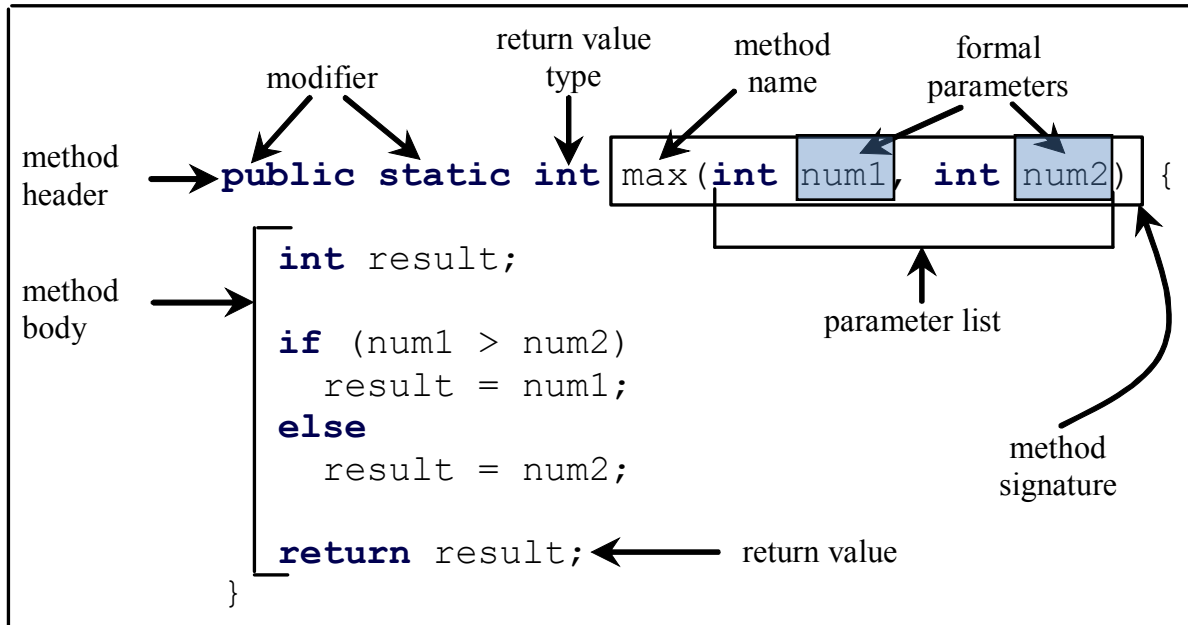 return value
type
method
name
formal
parameters
modifier
method
header
public static int max(int num1, int num2) {
int result;
method
body
parameter list
if (num1 > num2)
result = num1;
else
result = num2;
method
signature
return result;
return value
}